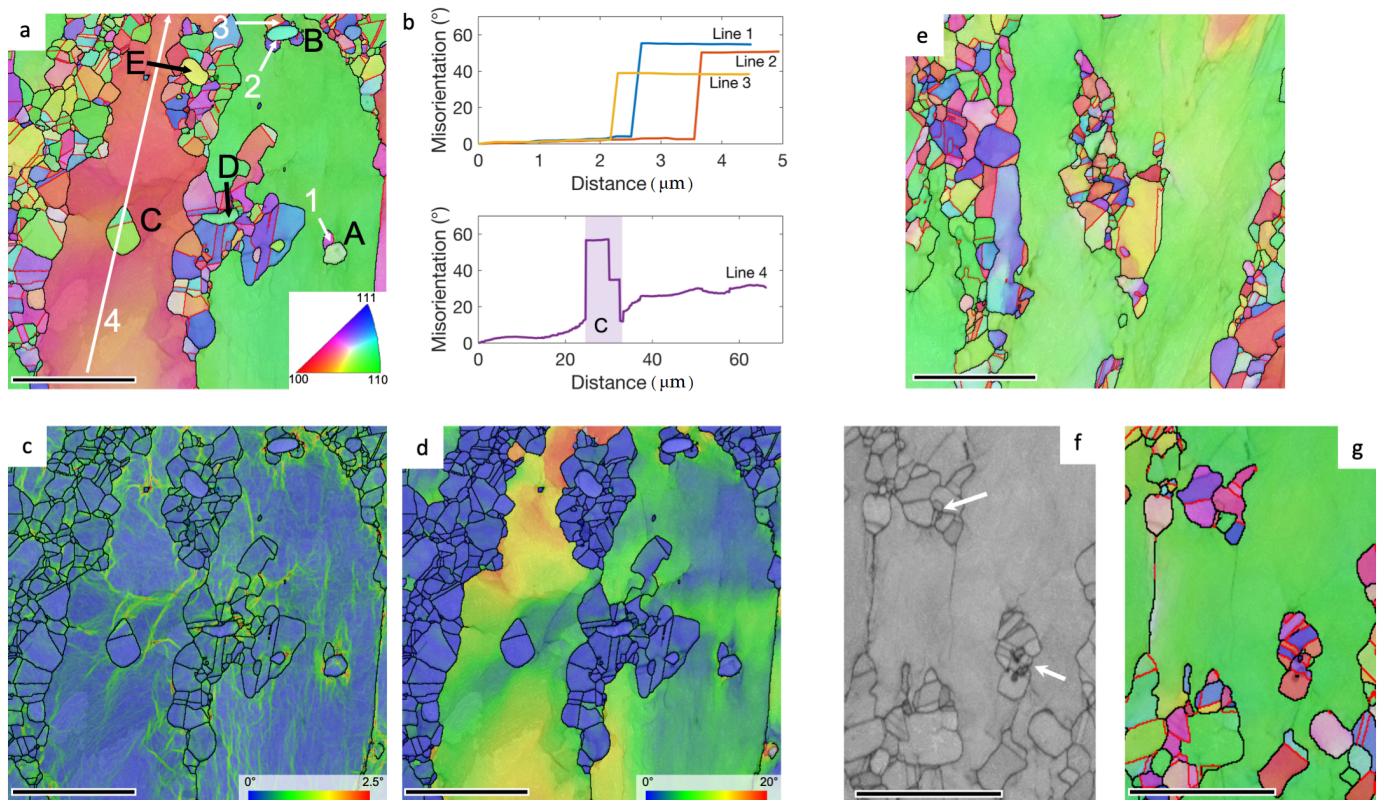 a
3
B
E
2
D
C
1
A
4
111
100
110
b
Misorientation (°)
60
40
20
0
Line 1
Line 2
Line 3
0
1
2
3
4
5
Distance (μm)
Misorientation (°)
60
40
20
0
Line 4
C
0
20
40
60
Distance (μm)
e
c
0°
2.5°
d
0°
20°
f
g